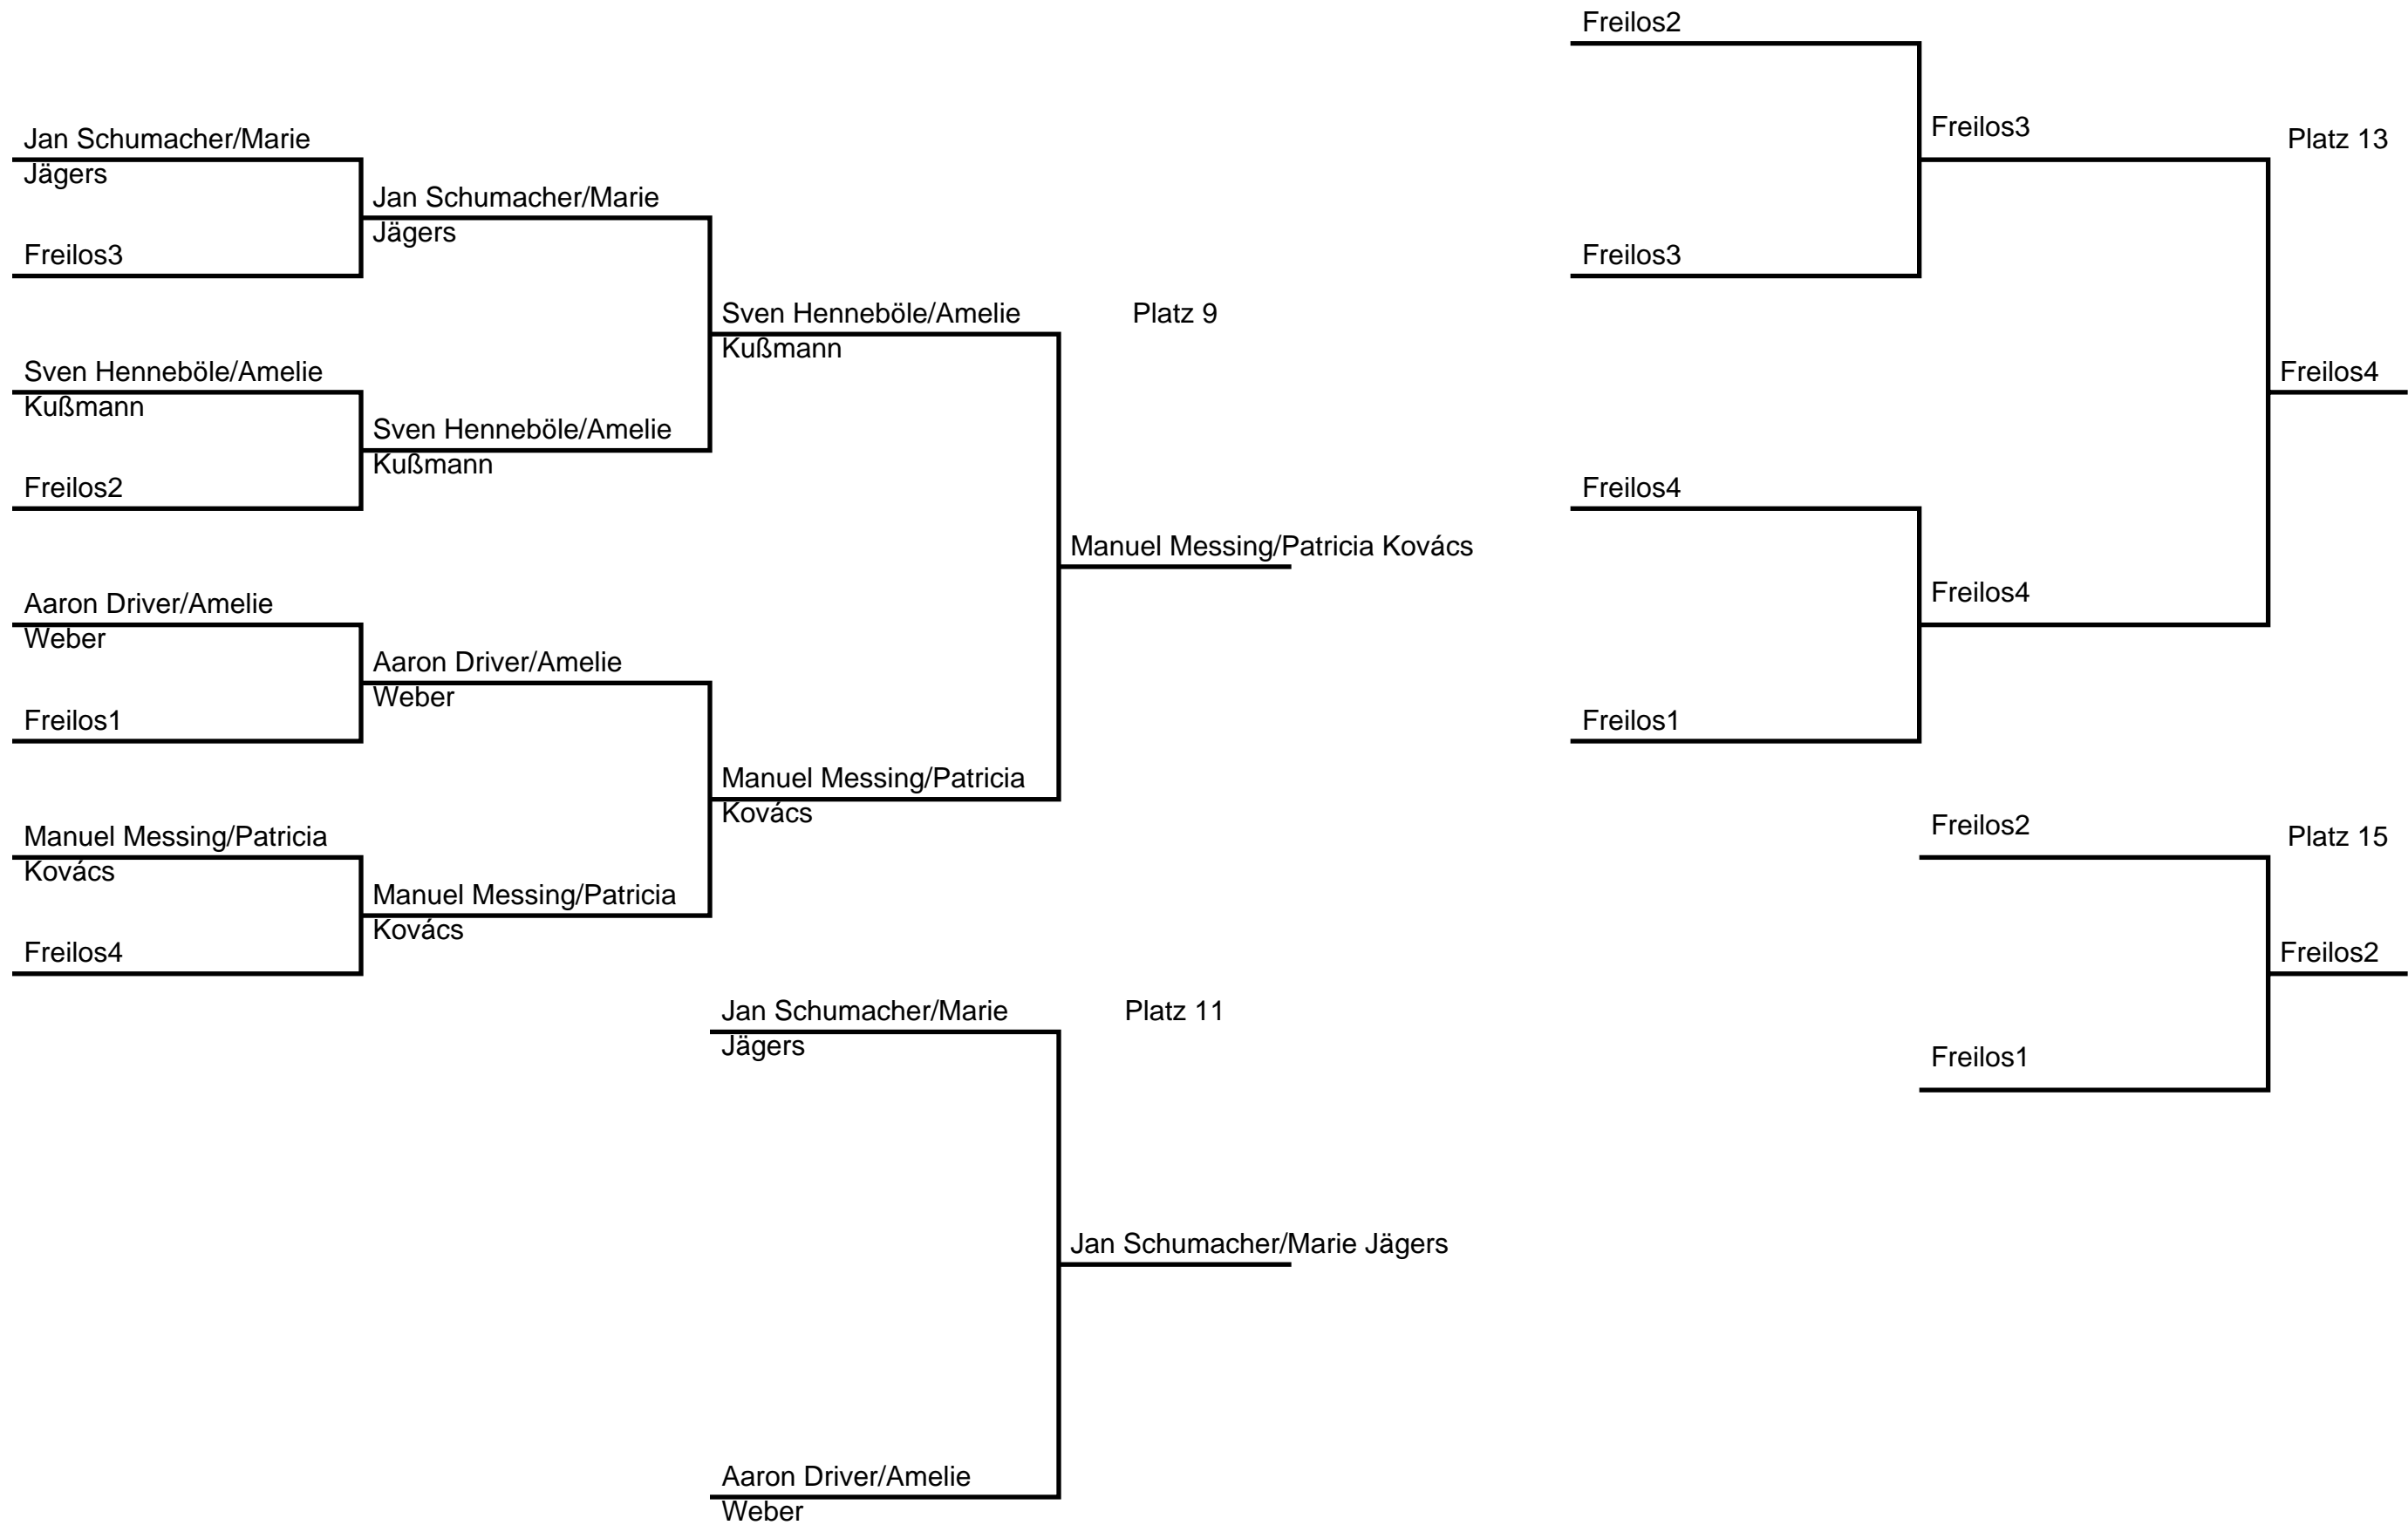 Jan Schumacher/Marie
Jägers
Freilos3
Sven Henneböle/Amelie
Kußmann
Freilos2
Aaron Driver/Amelie
Weber
Freilos1
Manuel Messing/Patricia
Kovács
Freilos4
Jan Schumacher/Marie
Jägers
Sven Henneböle/Amelie
Kußmann
Aaron Driver/Amelie
Weber
Manuel Messing/Patricia
Kovács
Sven Henneböle/Amelie
Kußmann
Manuel Messing/Patricia
Kovács
Platz 9
Manuel Messing/Patricia Kovács
Jan Schumacher/Marie
Jägers
Aaron Driver/Amelie
Weber
Platz 11
Jan Schumacher/Marie Jägers
Freilos2
Freilos3
Freilos4
Freilos1
Freilos3
Freilos4
Platz 13
Freilos4
Freilos2
Freilos1
Platz 15
Freilos2